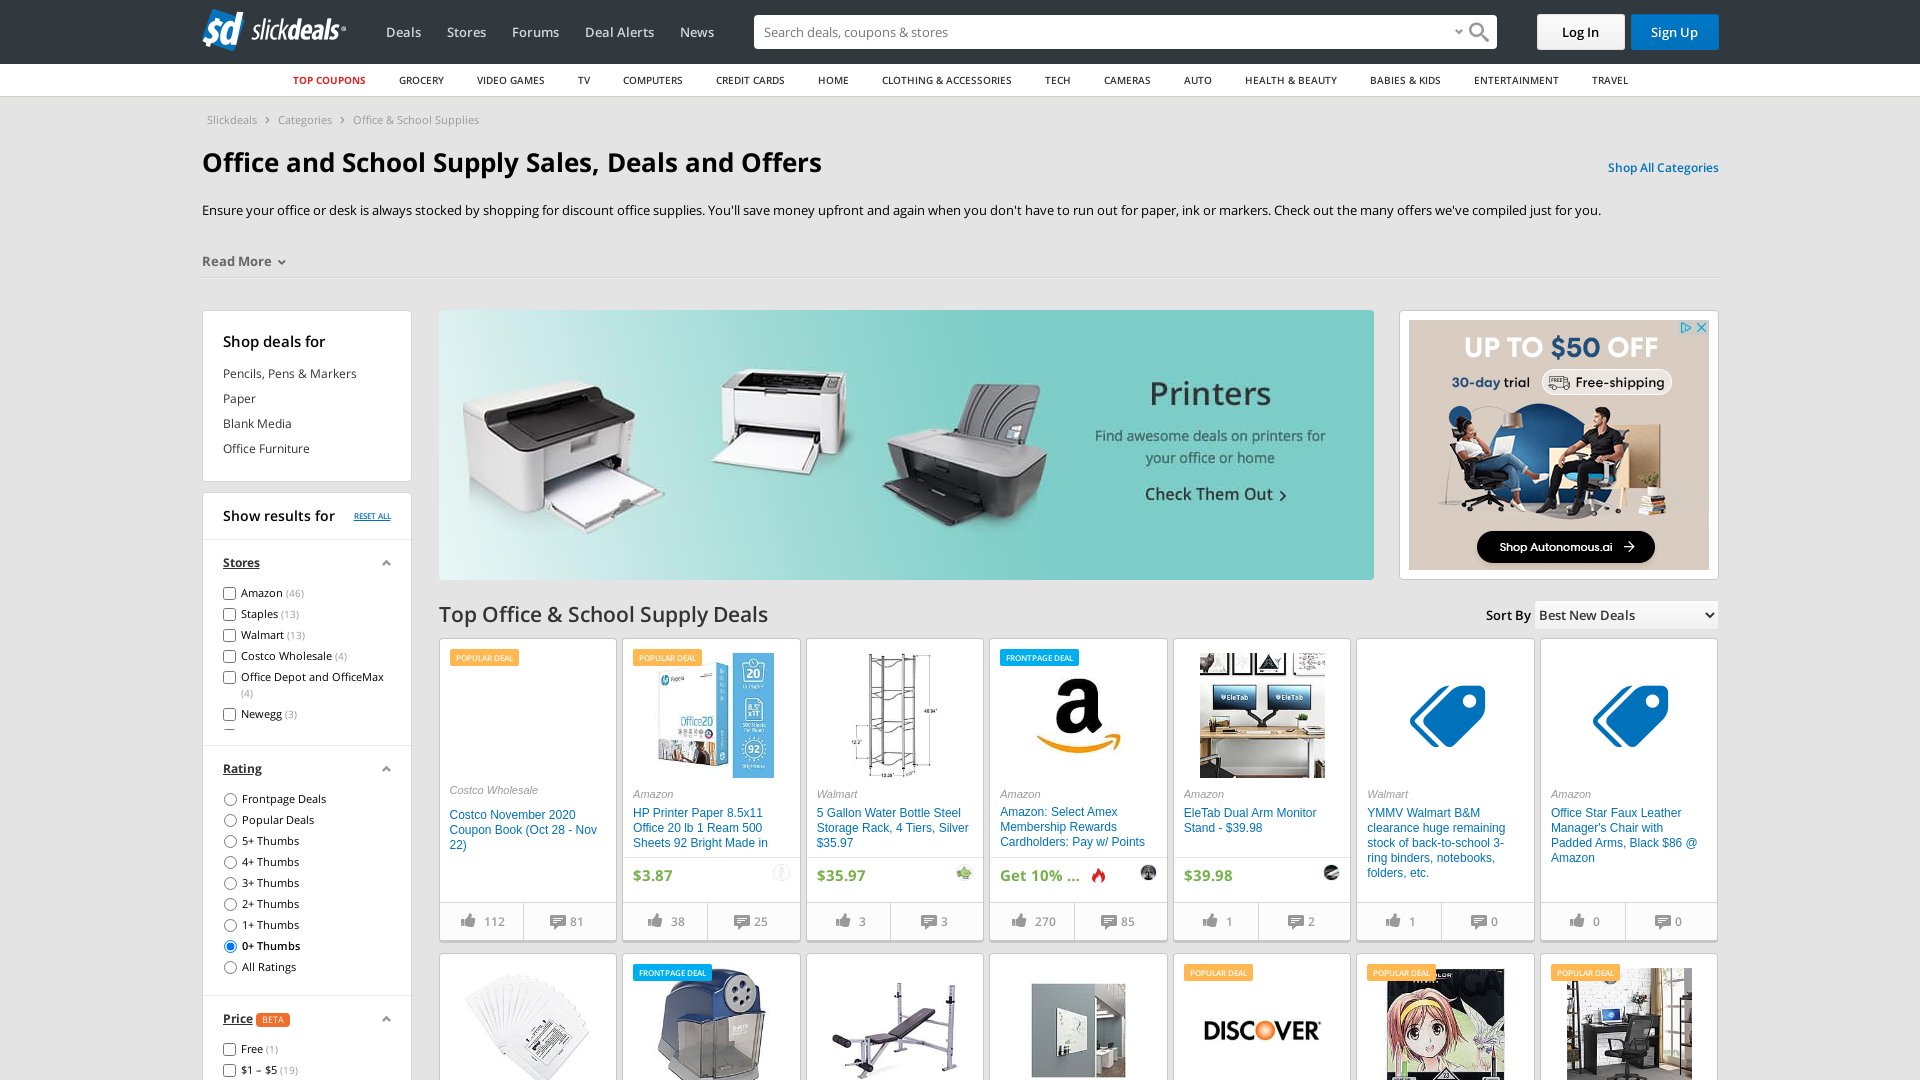 sd slickdeals
Deals
Stores
Forums
Deal Alerts
News
Search deals, coupons & stores
Log In
Sign Up
TOP COUPONS
GROCERY
VIDEO GAMES
TV
COMPUTERS
CREDIT CARDS
HOME
CLOTHING & ACCESSORIES
TECH
CAMERAS
AUTO
HEALTH & BEAUTY
BABIES & KIDS
ENTERTAINMENT
TRAVEL
Slickdeals › Categories › Office & School Supplies
Office and School Supply Sales, Deals and Offers
Shop All Categories
Ensure your office or desk is always stocked by shopping for discount office supplies. You'll save money upfront and again when you don't have to run out for paper, ink or markers. Check out the many offers we've compiled just for you.
Read More
Shop deals for
Pencils, Pens & Markers
Paper
Blank Media
Office Furniture
Show results for
RESET ALL
Stores
Amazon (46)
Staples (13)
Walmart (13)
Costco Wholesale (4)
Office Depot and OfficeMax
(4)
Newegg (3)
Rating
Frontpage Deals
Popular Deals
5+ Thumbs
4+ Thumbs
3+ Thumbs
2+ Thumbs
1+ Thumbs
0+ Thumbs
All Ratings
Price BETA
Free (1)
$1 – $5 (19)
Printers
Find awesome deals on printers for
your office or home
Check Them Out
UP TO $50 OFF
30-day trial
FREE
Free-shipping
Shop Autonomous.ai
Top Office & School Supply Deals
Sort By
Best New Deals
POPULAR DEAL
Costco Wholesale
Costco November 2020
Coupon Book (Oct 28 - Nov
22)
112
81
POPULAR DEAL
hp Papers
Office20
20
92
Amazon
HP Printer Paper 8.5x11
Office 20 lb 1 Ream 500
Sheets 92 Bright Made in
$3.87
38
25
Walmart
5 Gallon Water Bottle Steel
Storage Rack, 4 Tiers, Silver
$35.97
$35.97
3
3
FRONTPAGE DEAL
a
Amazon
Amazon: Select Amex
Membership Rewards
Cardholders: Pay w/ Points
Get 10% ...
270
85
EleTab
EleTab
Amazon
EleTab Dual Arm Monitor
Stand - $39.98
$39.98
1
2
Walmart
YMMV Walmart B&M
clearance huge remaining
stock of back-to-school 3-
ring binders, notebooks,
folders, etc.
1
0
Amazon
Office Star Faux Leather
Manager's Chair with
Padded Arms, Black $86 @
Amazon
0
0
FRONTPAGE DEAL
POPULAR DEAL
DISCOVER
POPULAR DEAL
23
POPULAR DEAL